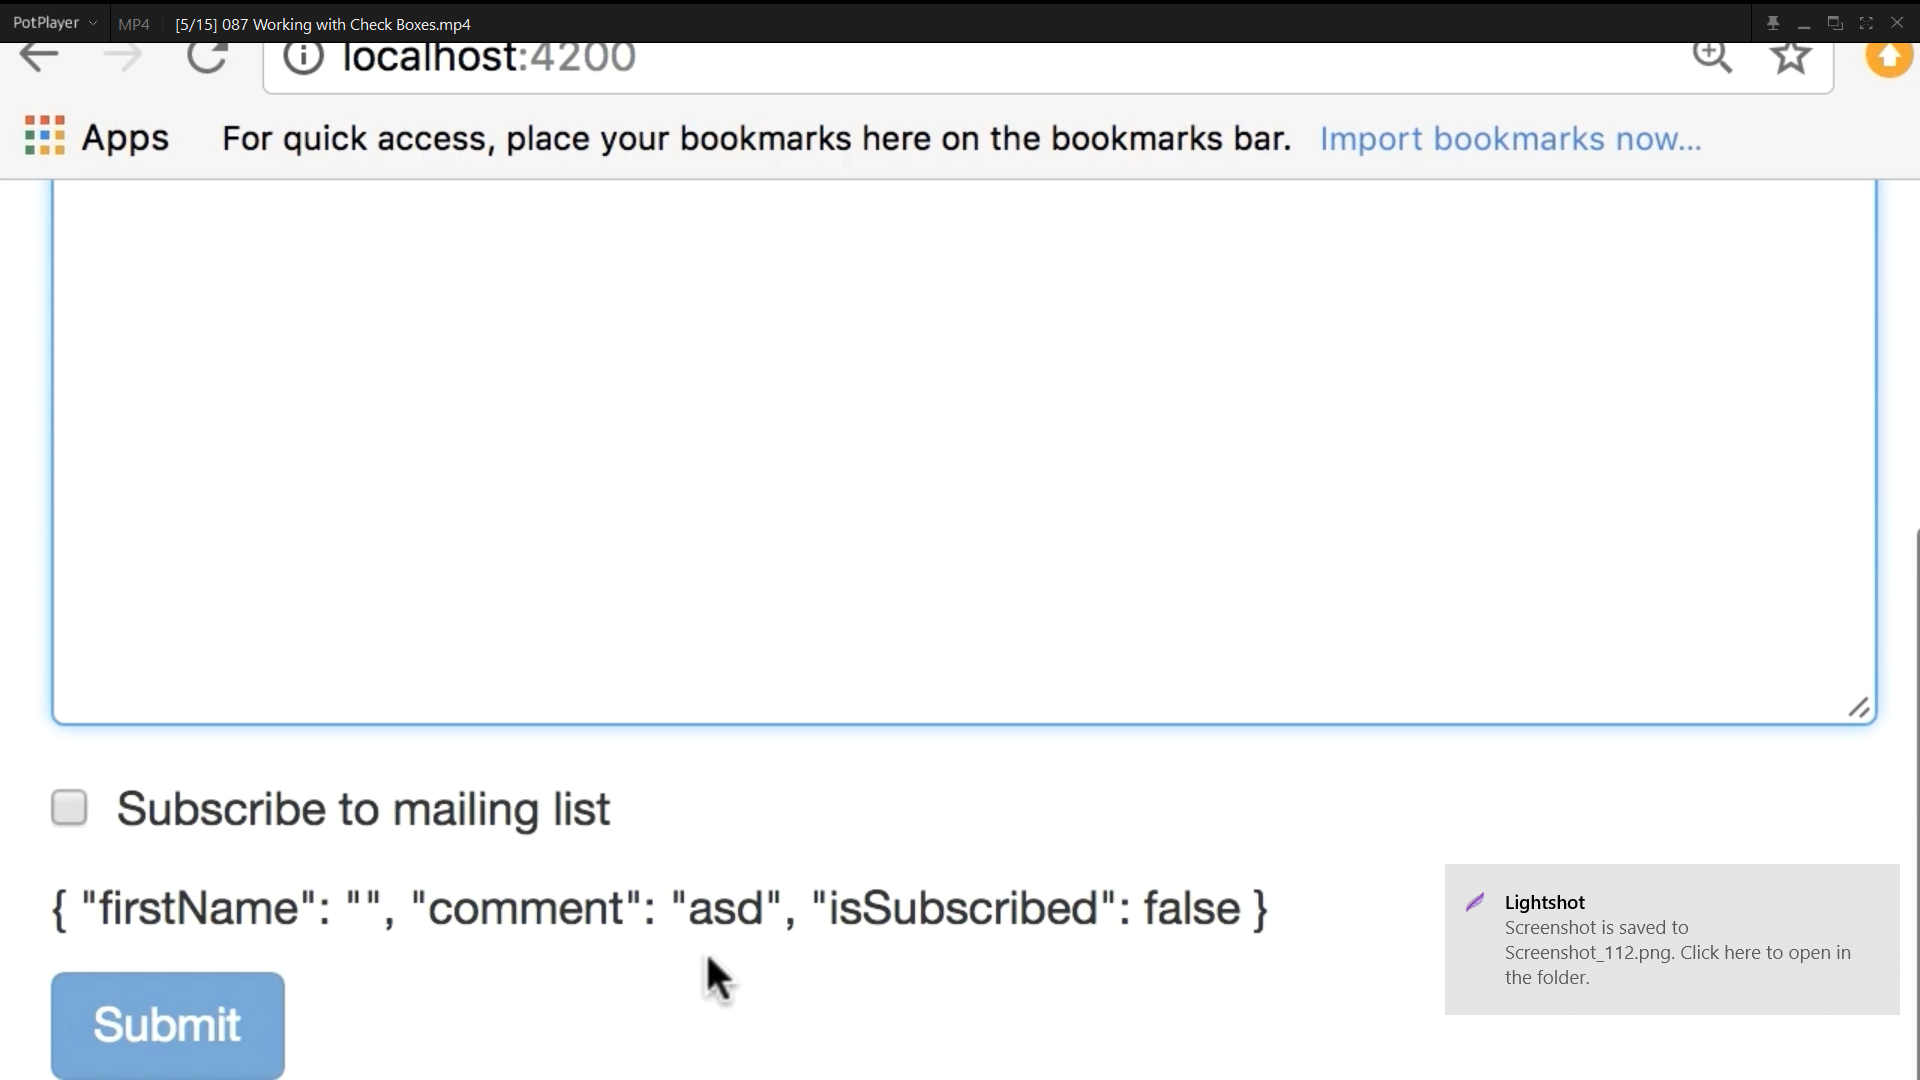 PotPlayer
MP4
[5/15] 087 Working with Check Boxes.mp4
localhost:4200
Apps
For quick access, place your bookmarks here on the bookmarks bar. Import bookmarks now...
Subscribe to mailing list
{ "firstName": "", "comment": "asd", "isSubscribed": false }
Submit
Lightshot
Screenshot is saved to
Screenshot_112.png. Click here to open in
the folder.